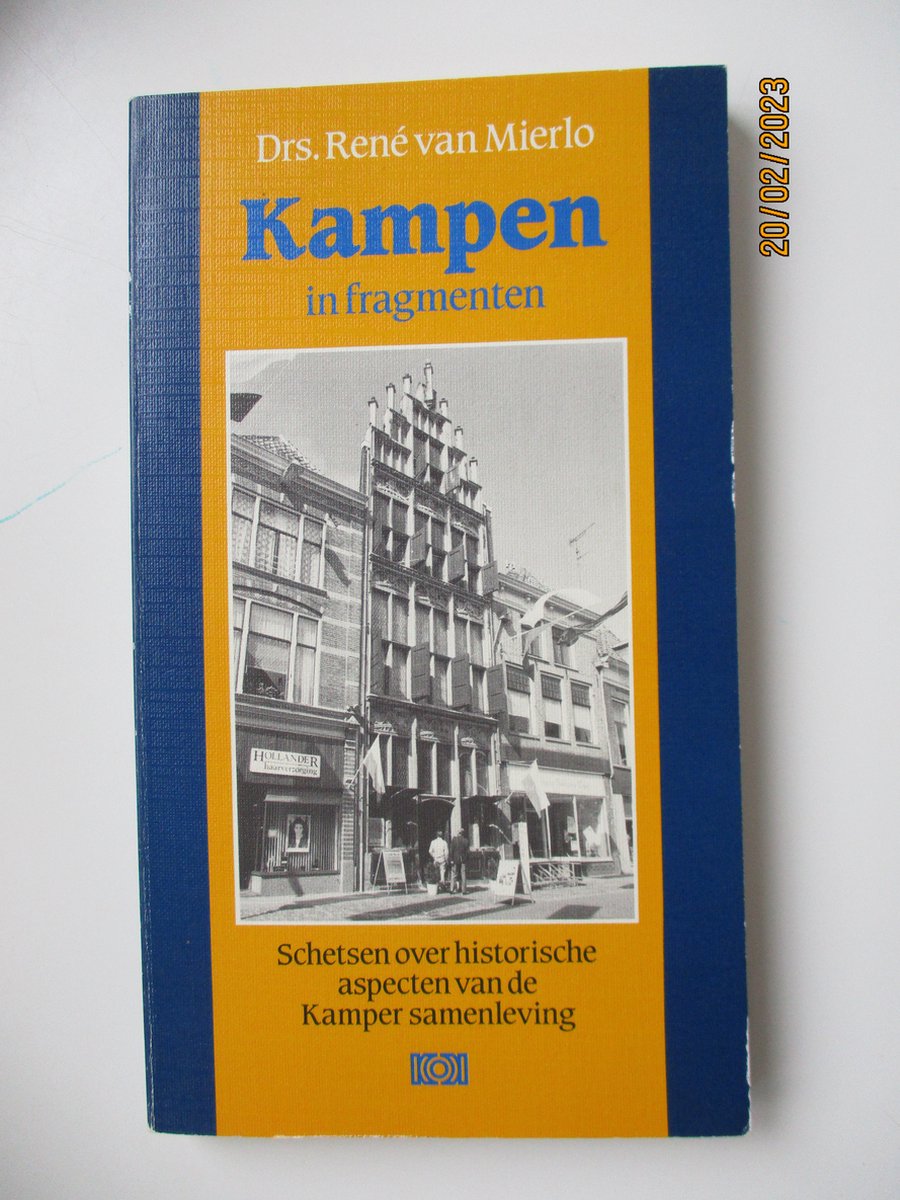 Drs. René van Mierlo
Kampen
in fragmenten
HOLLANDER
haarverzorging
Schetsen over historische
aspecten van de
Kamper samenleving
20/02/2023